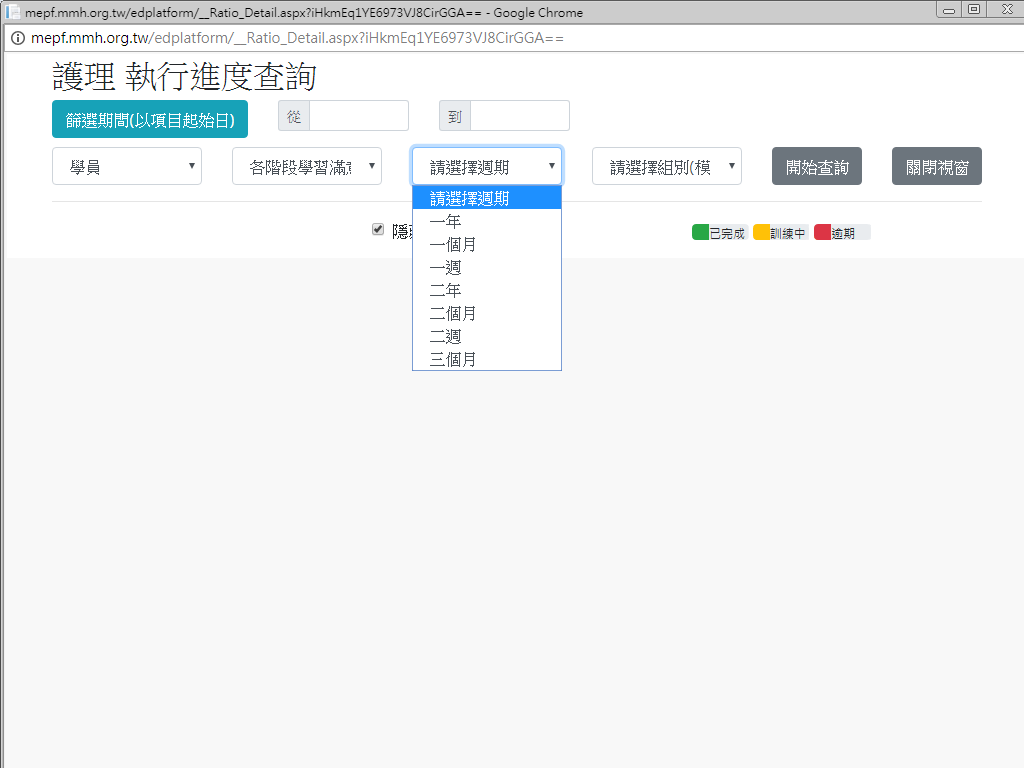 mepf.mmh.org.tw/edplatform/__Ratio_Detail.aspx?iHkmEq1YE6973VJ8CirGGA== - Google Chrome
mepf.mmh.org.tw/edplatform/__Ratio_Detail.aspx?iHkmEq1YE6973VJ8CirGGA==
護理 執行進度查詢
篩選期間(以項目起始日) 從 到
學員 各階段學習滿意 請選擇週期 請選擇組別(模 開始查詢 關閉視窗
請選擇週期
一年
隱 已完成 訓練中 逾期
一個月
一週
二年
二個月
二週
三個月